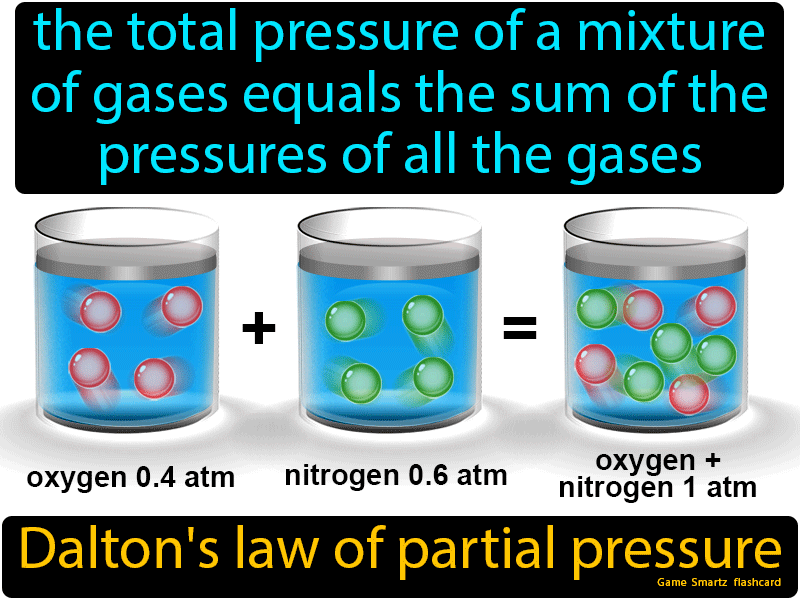 the total pressure of a mixture
of gases equals the sum of the
pressures of all the gases
+
=
oxygen 0.4 atm
nitrogen 0.6 atm
oxygen +
nitrogen 1 atm
Dalton's law of partial pressure
Game Smartz flashcard